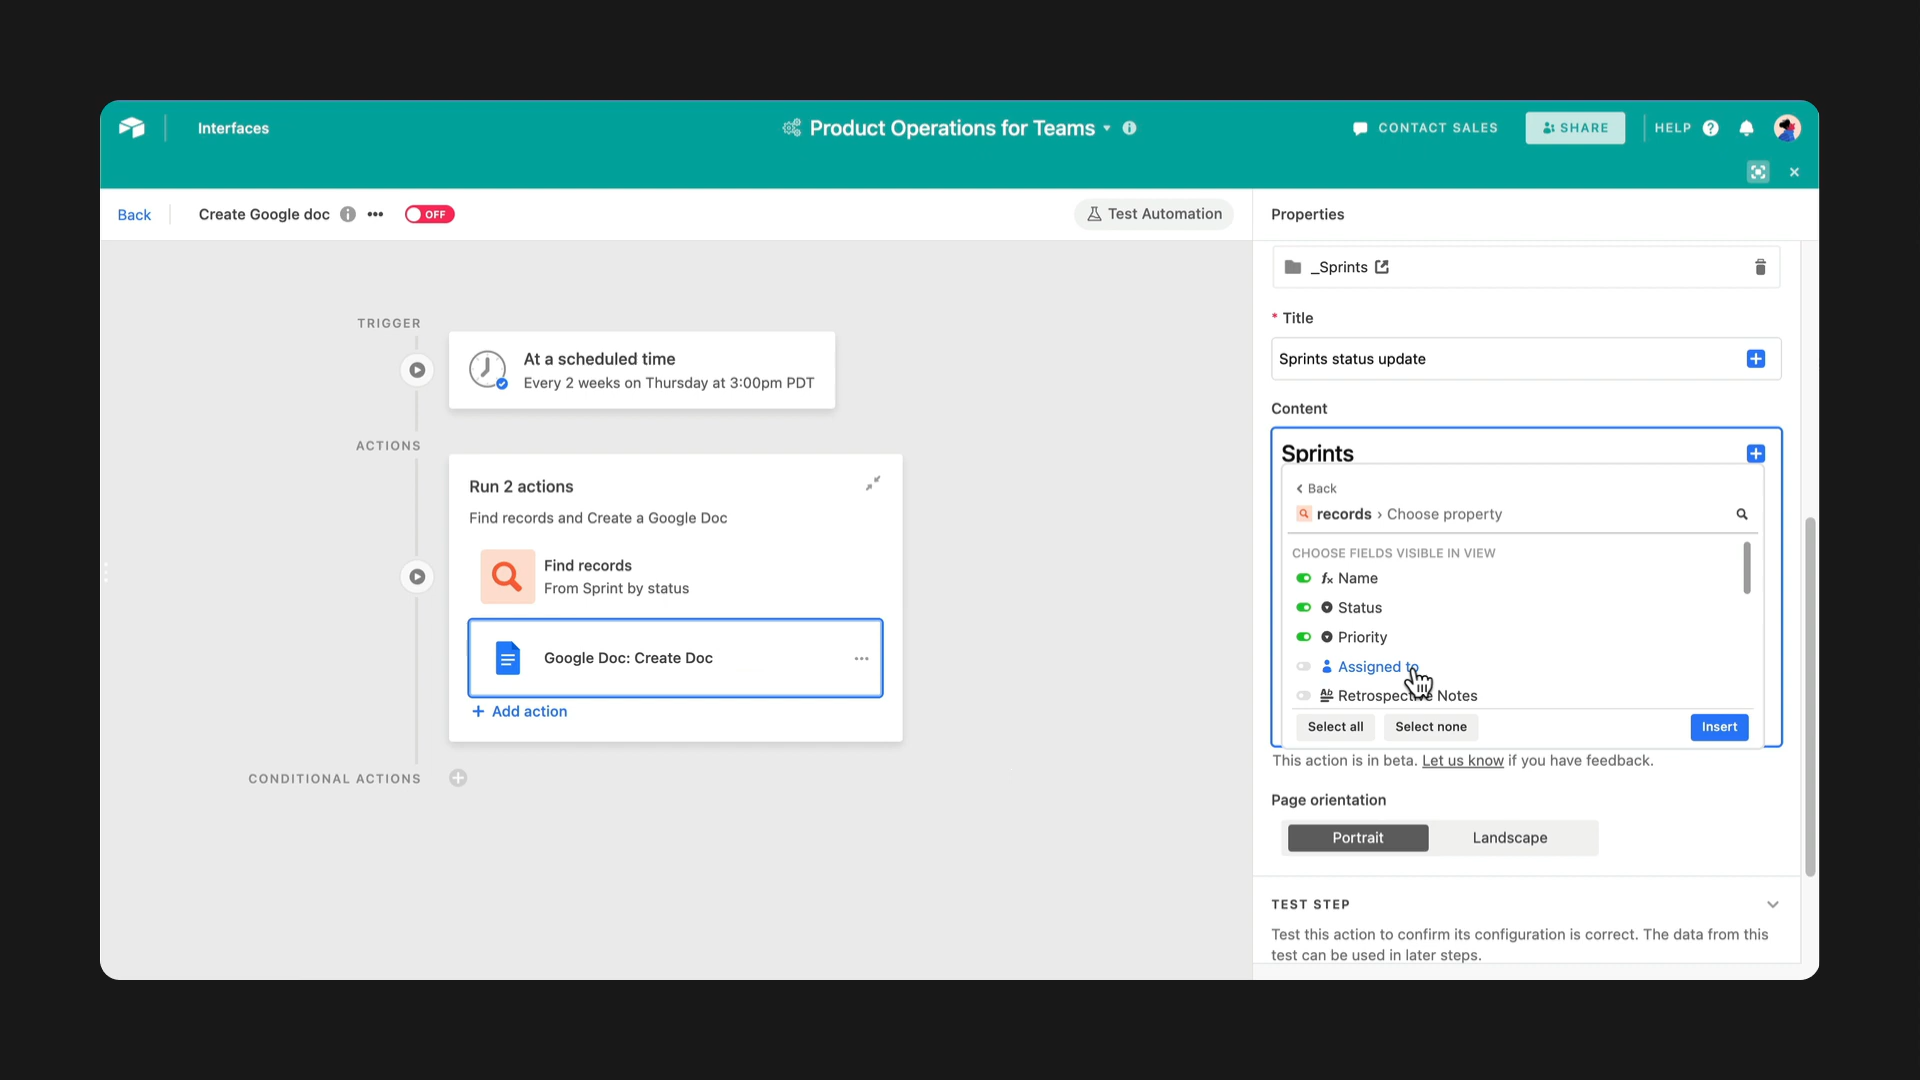 Interfaces
Product Operations for Teams
CONTACT SALES
SHARE
HELP
Back
Create Google doc
OFF
Test Automation
Properties
_Sprints
* Title
Sprints status update
Content
Sprints
Back
records › Choose property
CHOOSE FIELDS VISIBLE IN VIEW
fx Name
Status
Priority
Assigned to
Retrospective Notes
Select all
Select none
Insert
This action is in beta. Let us know if you have feedback.
Page orientation
Portrait
Landscape
TEST STEP
Test this action to confirm its configuration is correct. The data from this
test can be used in later steps.
TRIGGER
At a scheduled time
Every 2 weeks on Thursday at 3:00pm PDT
ACTIONS
Run 2 actions
Find records and Create a Google Doc
Find records
From Sprint by status
Google Doc: Create Doc
+ Add action
CONDITIONAL ACTIONS